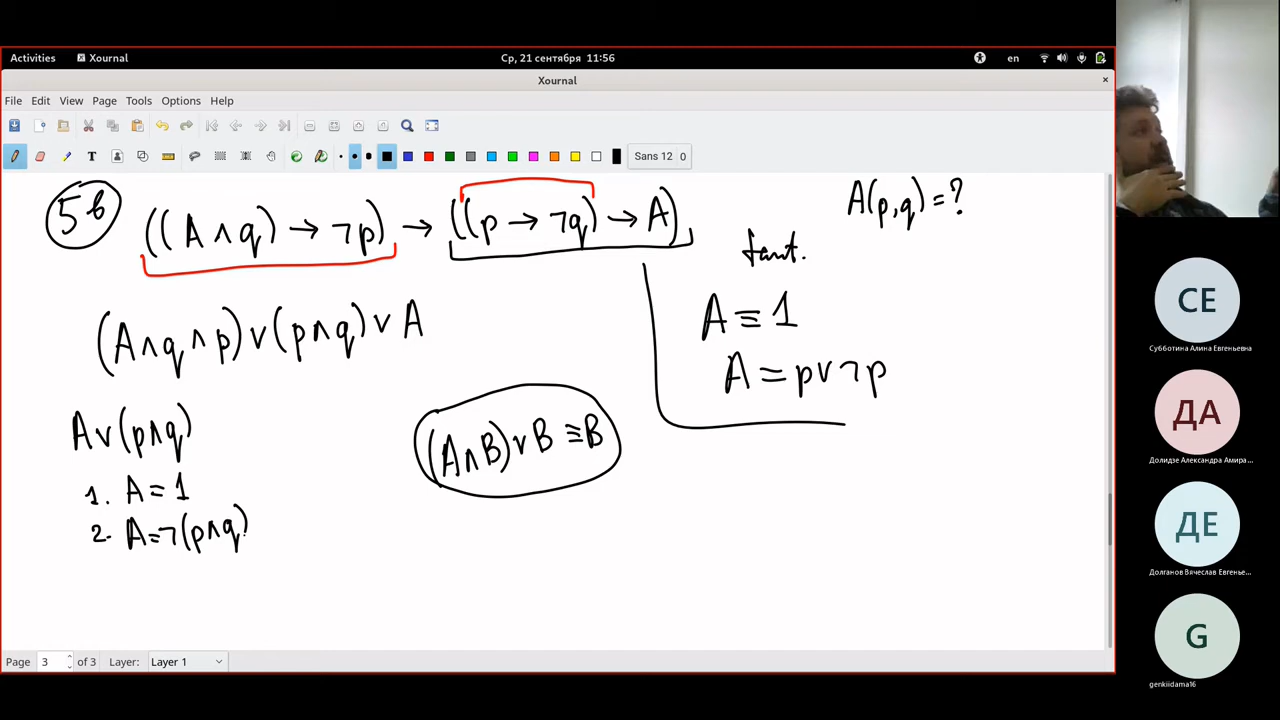 Activities Xournal Ср, 21 сентября 11:56 en
Xournal
File Edit View Page Tools Options Help
Sans 12 0
5в ((A∧q) → ¬p) → ((p → ¬q) → A) A(p,q)=?
(A∧q∧p)∨(p∧q)∨A
A≡1
A=p∨¬p
A∨(p∧q)
(A∧B)∨B≡B
1. A=1
2. A=¬(p∧q)
Page 3 of 3 Layer: Layer 1
СЕ
Субботина Алина Евгеньевна
ДА
Долидзе Александра Амира...
ДЕ
Долганов Вячеслав Евгенье...
G
genkiidama16